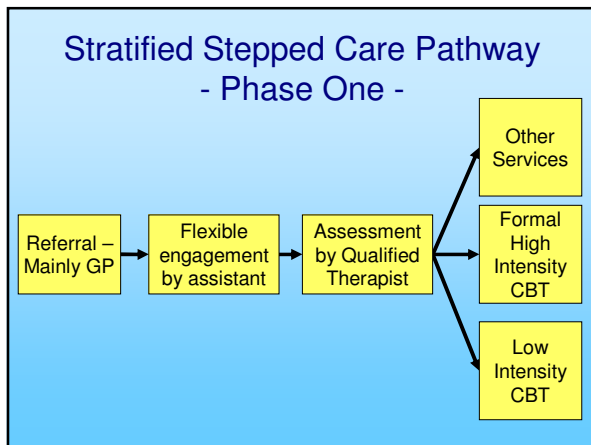 Stratified Stepped Care Pathway
- Phase One -
Referral –
Mainly GP
Flexible
engagement
by assistant
Assessment
by Qualified
Therapist
Other
Services
Formal
High
Intensity
CBT
Low
Intensity
CBT